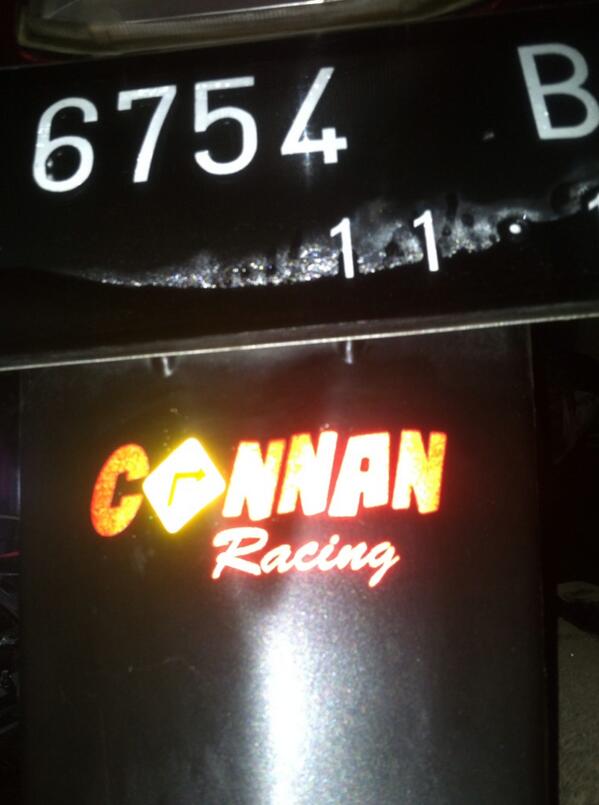 6754 B
11 •
CONNAN
Racing